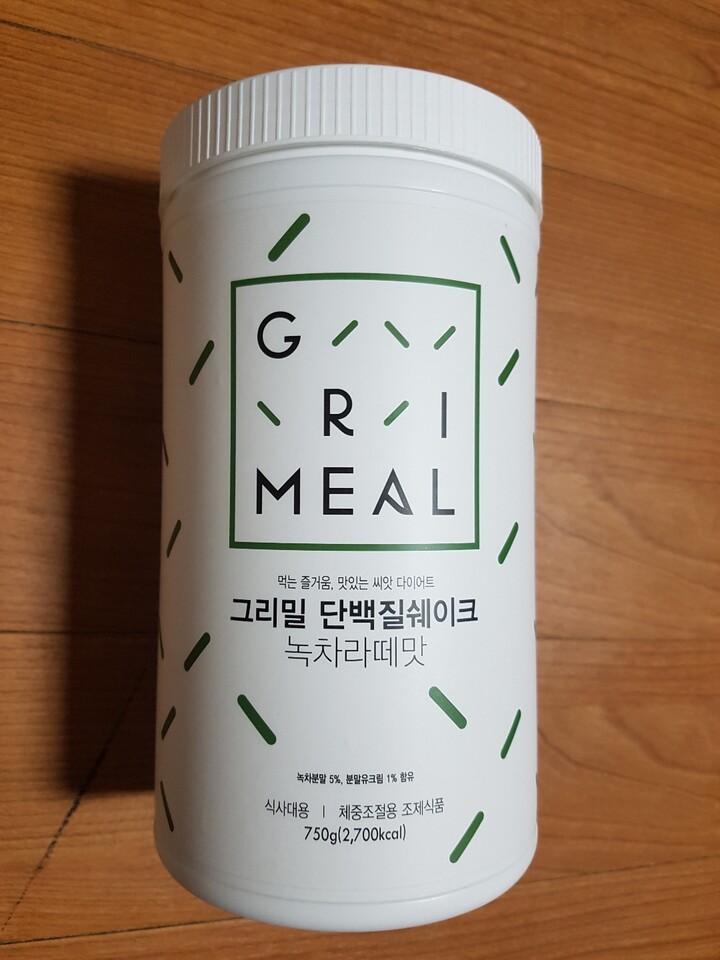 G
R I
MEAL
먹는 즐거움, 맛있는 씨앗 다이어트
그리밀 단백질쉐이크
녹차라떼맛
녹차분말 5%, 분말유크림 1% 함유
식사대용 | 체중조절용 조제식품
750g(2,700kcal)